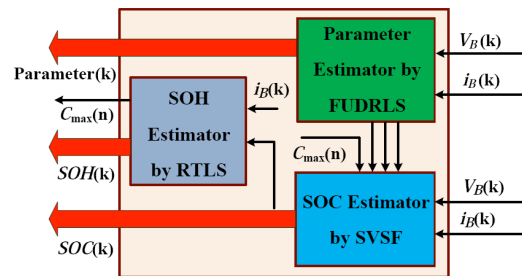 Parameter
Estimator by
FUDRLS
V_B(k)
i_B(k)
Parameter(k)
C_max(n)
SOH(k)
SOC(k)
SOH
Estimator
by RTLS
i_B(k)
C_max(n)
SOC Estimator
by SVSF
V_B(k)
i_B(k)